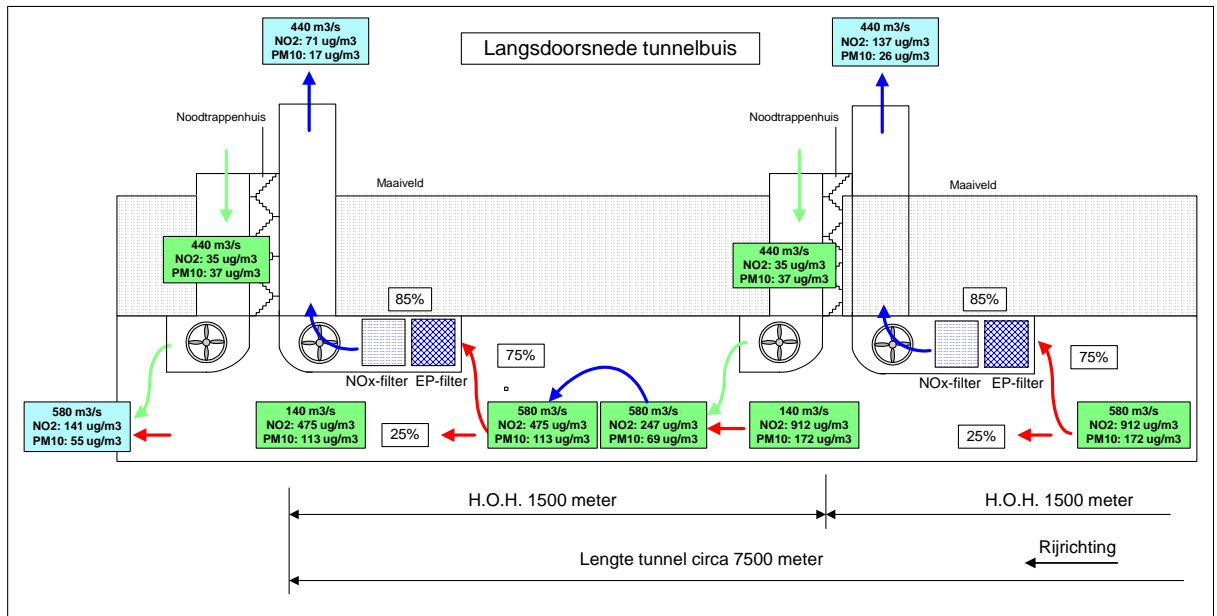 440 m3/s
NO2: 71 ug/m3
PM10: 17 ug/m3
Langsdoorsnede tunnelbuis
440 m3/s
NO2: 137 ug/m3
PM10: 26 ug/m3
Noodtrappenhuis
Noodtrappenhuis
Maaiveld
Maaiveld
440 m3/s
NO2: 35 ug/m3
PM10: 37 ug/m3
440 m3/s
NO2: 35 ug/m3
PM10: 37 ug/m3
85%
85%
75%
75%
NOx-filter
EP-filter
NOx-filter
EP-filter
580 m3/s
NO2: 141 ug/m3
PM10: 55 ug/m3
140 m3/s
NO2: 475 ug/m3
PM10: 113 ug/m3
25%
580 m3/s
NO2: 475 ug/m3
PM10: 113 ug/m3
580 m3/s
NO2: 247 ug/m3
PM10: 69 ug/m3
140 m3/s
NO2: 912 ug/m3
PM10: 172 ug/m3
25%
580 m3/s
NO2: 912 ug/m3
PM10: 172 ug/m3
H.O.H. 1500 meter
H.O.H. 1500 meter
Lengte tunnel circa 7500 meter
Rijrichting